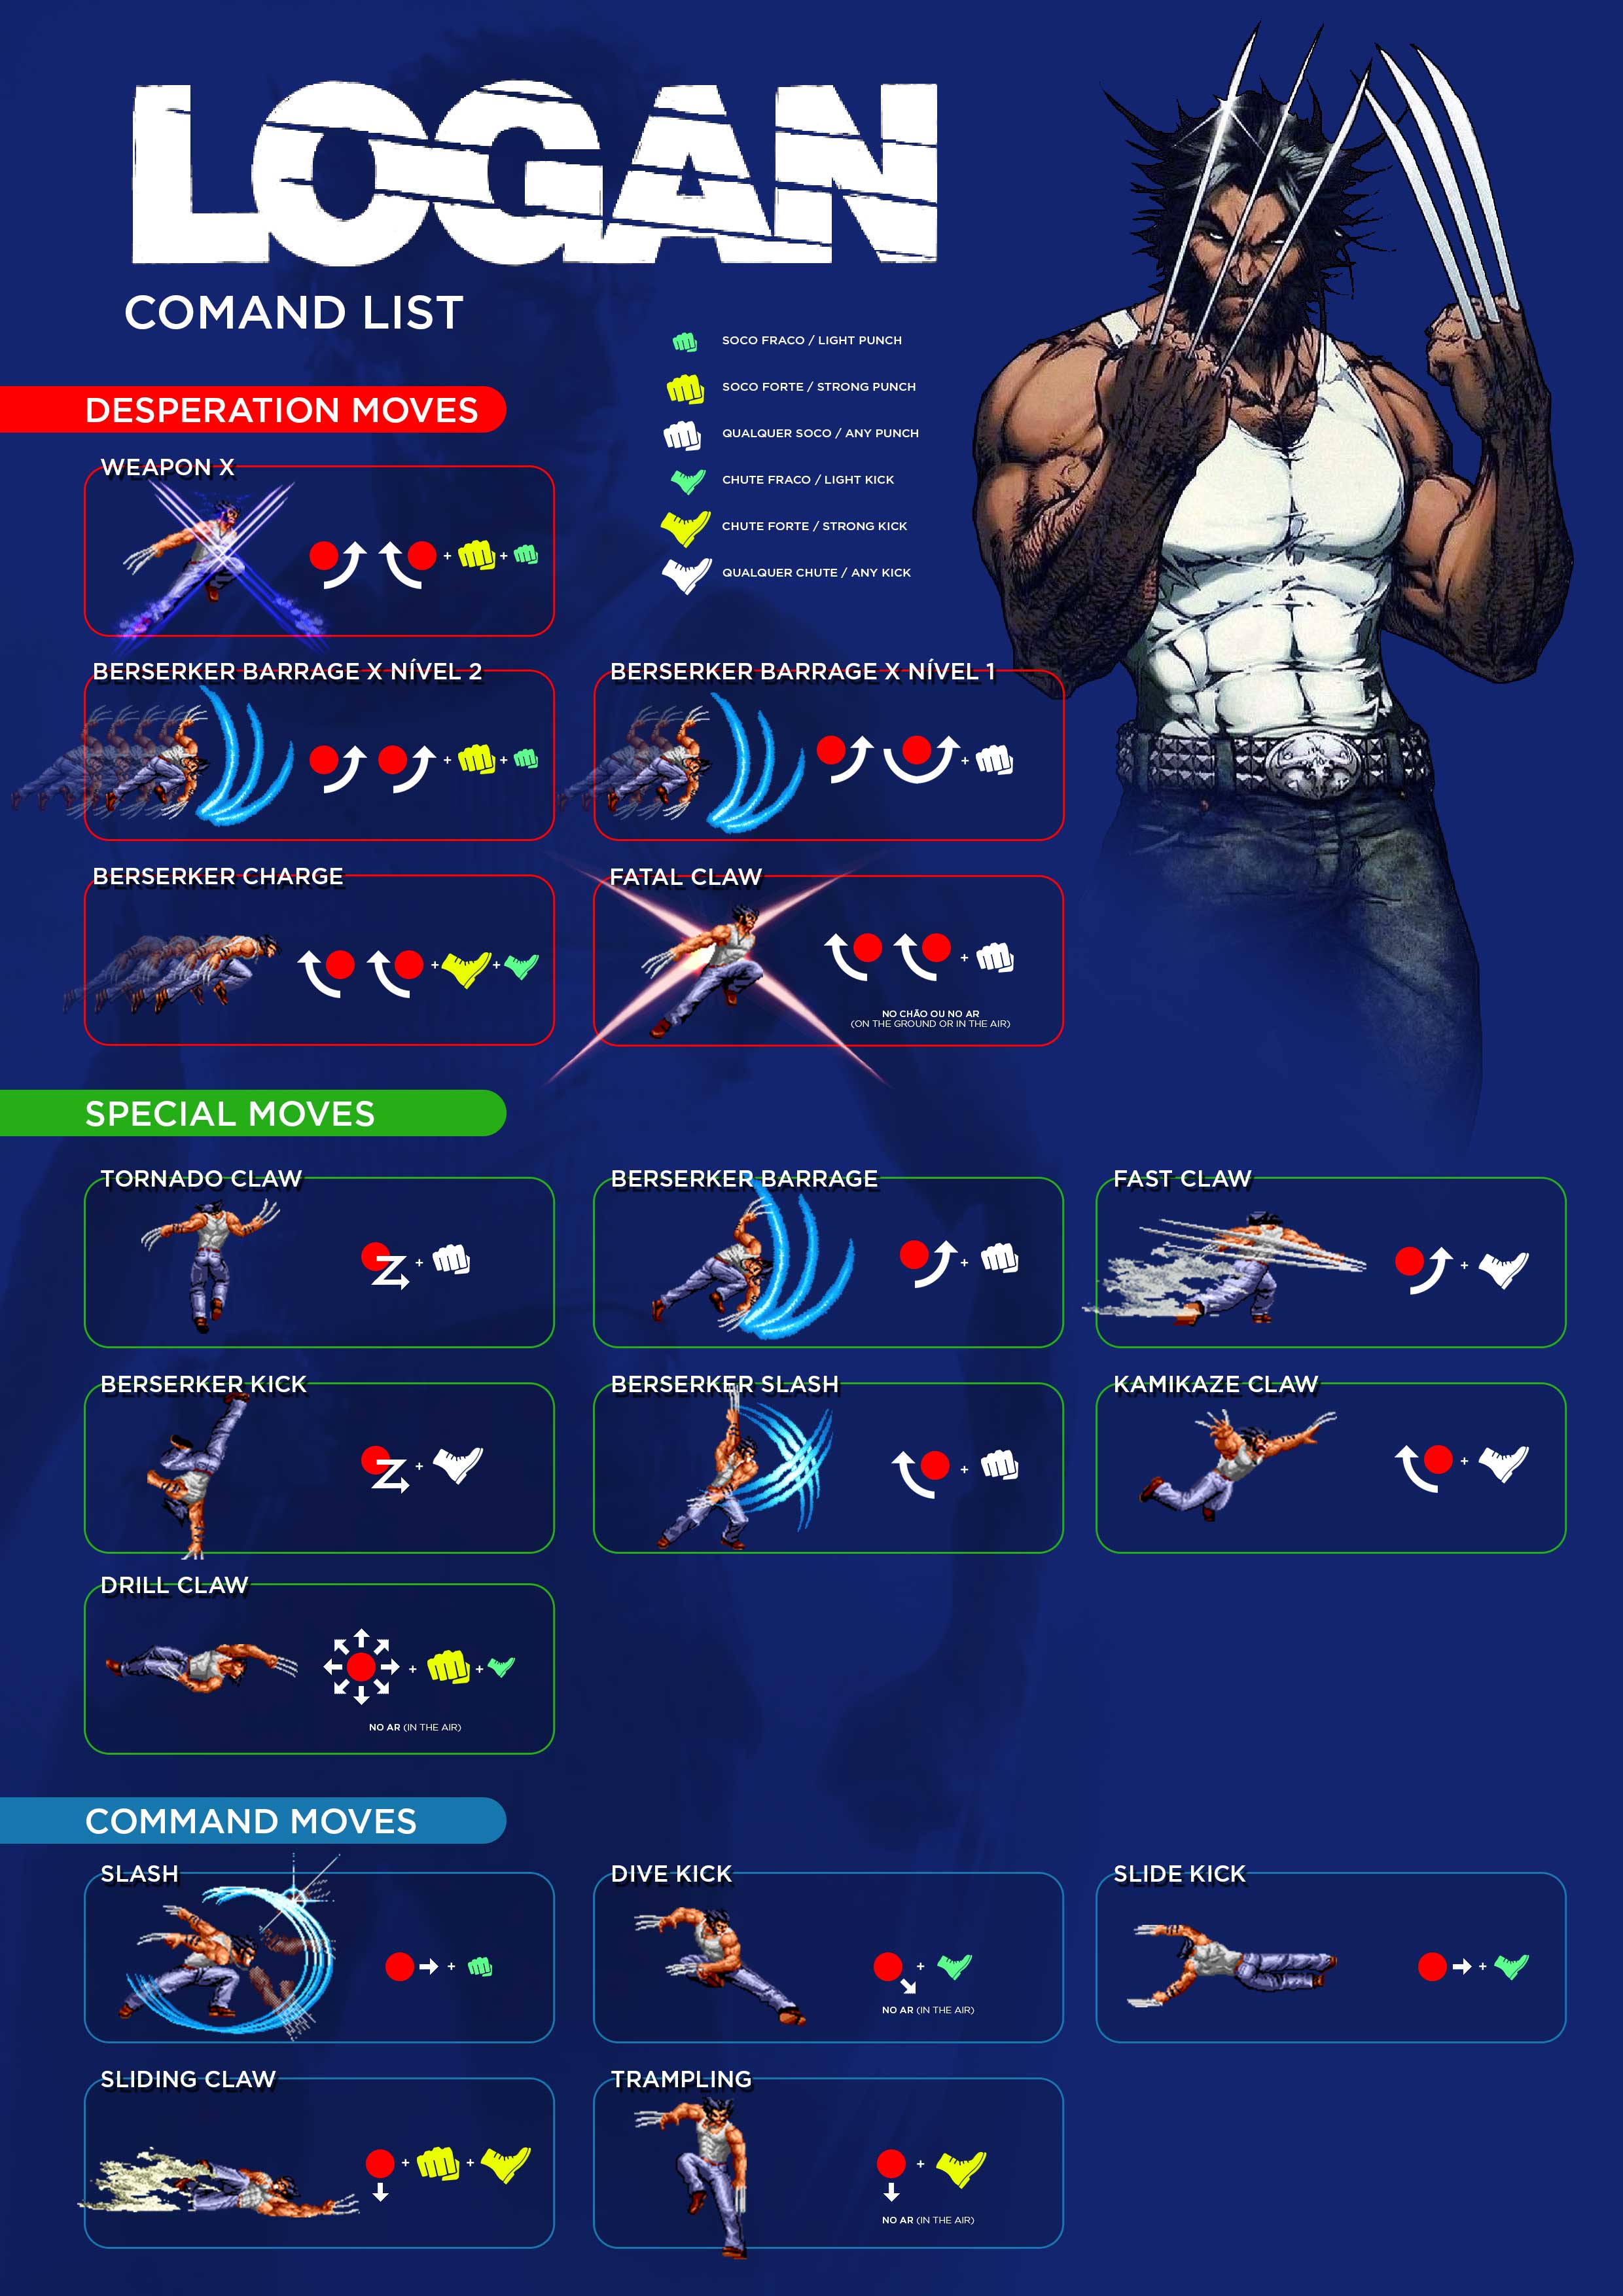 LOGAN
COMAND LIST
SOCO FRACO / LIGHT PUNCH
SOCO FORTE / STRONG PUNCH
QUALQUER SOCO / ANY PUNCH
CHUTE FRACO / LIGHT KICK
CHUTE FORTE / STRONG KICK
QUALQUER CHUTE / ANY KICK
DESPERATION MOVES
WEAPON X
+ +
BERSERKER BARRAGE X NÍVEL 2
+ +
BERSERKER BARRAGE X NÍVEL 1
+
BERSERKER CHARGE
+ +
FATAL CLAW
+
NO CHÃO OU NO AR
(ON THE GROUND OR IN THE AIR)
SPECIAL MOVES
TORNADO CLAW
+
BERSERKER BARRAGE
+
FAST CLAW
+
BERSERKER KICK
+
BERSERKER SLASH
+
KAMIKAZE CLAW
+
DRILL CLAW
+ +
NO AR (IN THE AIR)
COMMAND MOVES
SLASH
+
DIVE KICK
+
NO AR (IN THE AIR)
SLIDE KICK
+
SLIDING CLAW
+ +
TRAMPLING
+
NO AR (IN THE AIR)